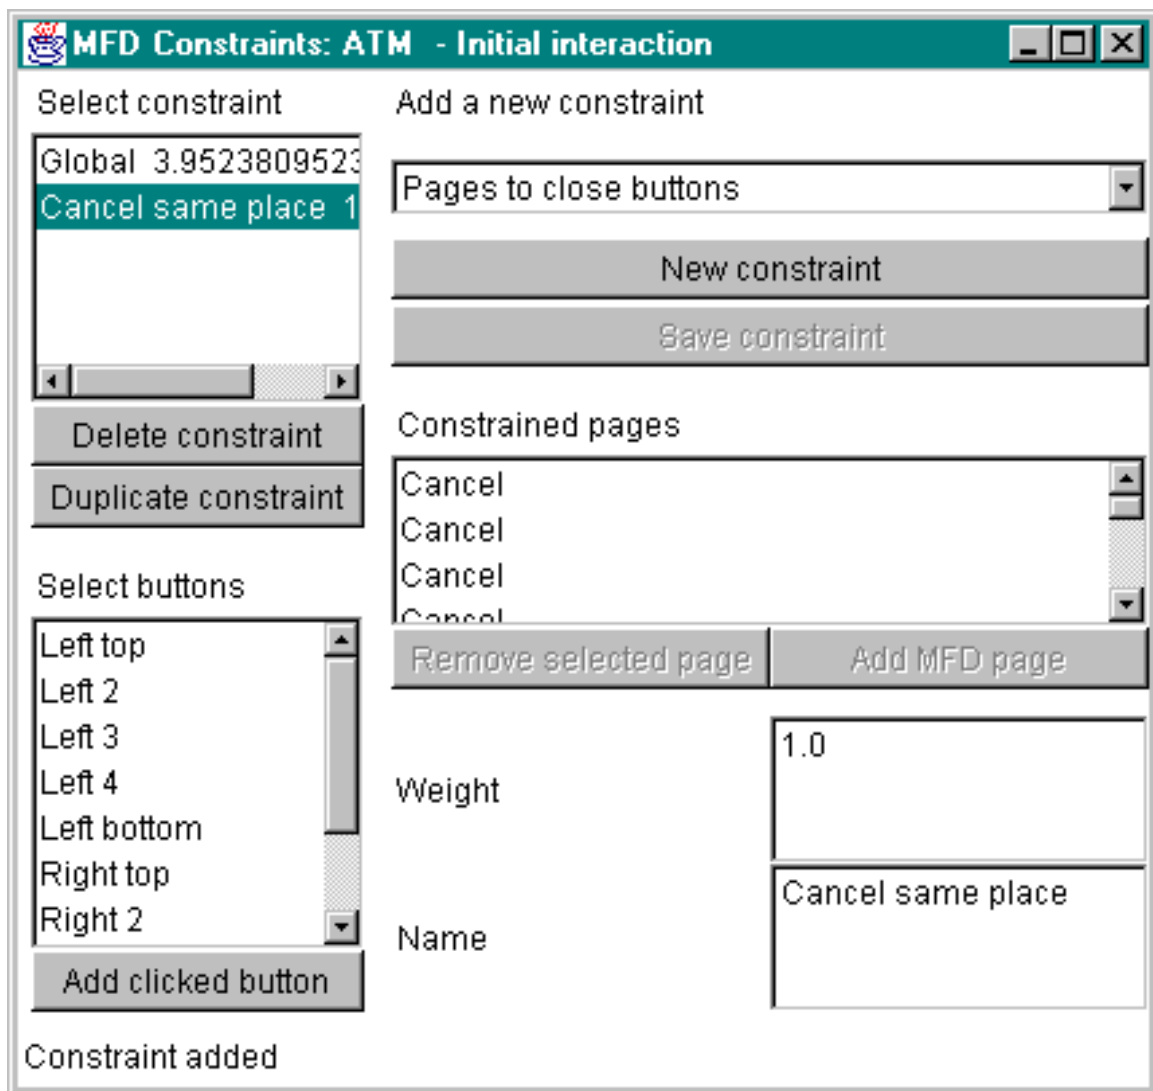 MFD Constraints: ATM - Initial interaction
Select constraint
Global 3.9523809523
Cancel same place 1
Delete constraint
Duplicate constraint
Select buttons
Left top
Left 2
Left 3
Left 4
Left bottom
Right top
Right 2
Add clicked button
Add a new constraint
Pages to close buttons
New constraint
Save constraint
Constrained pages
Cancel
Cancel
Cancel
Cancel
Remove selected page
Add MFD page
Weight
1.0
Name
Cancel same place
Constraint added